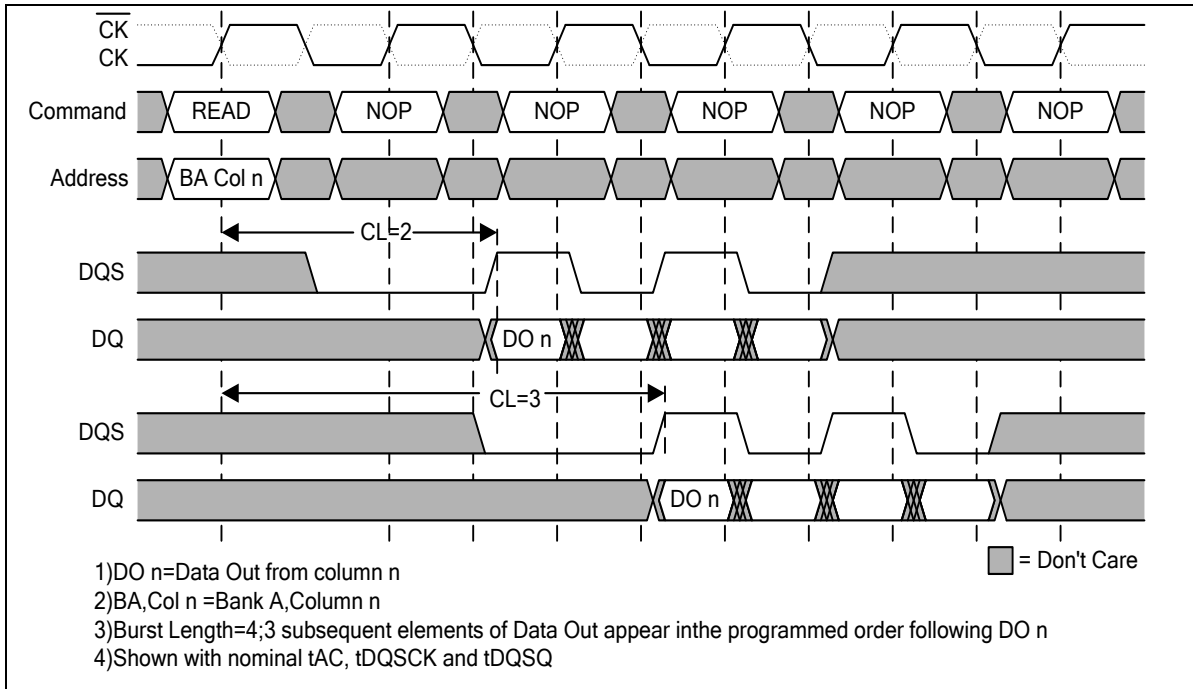 CK
CK
Command READ NOP NOP NOP NOP NOP
Address BA Col n
CL=2
DQS
DQ DO n
CL=3
DQS
DQ DO n
1)DO n=Data Out from column n
2)BA,Col n =Bank A,Column n
3)Burst Length=4;3 subsequent elements of Data Out appear inthe programmed order following DO n
4)Shown with nominal tAC, tDQSCK and tDQSQ
= Don't Care